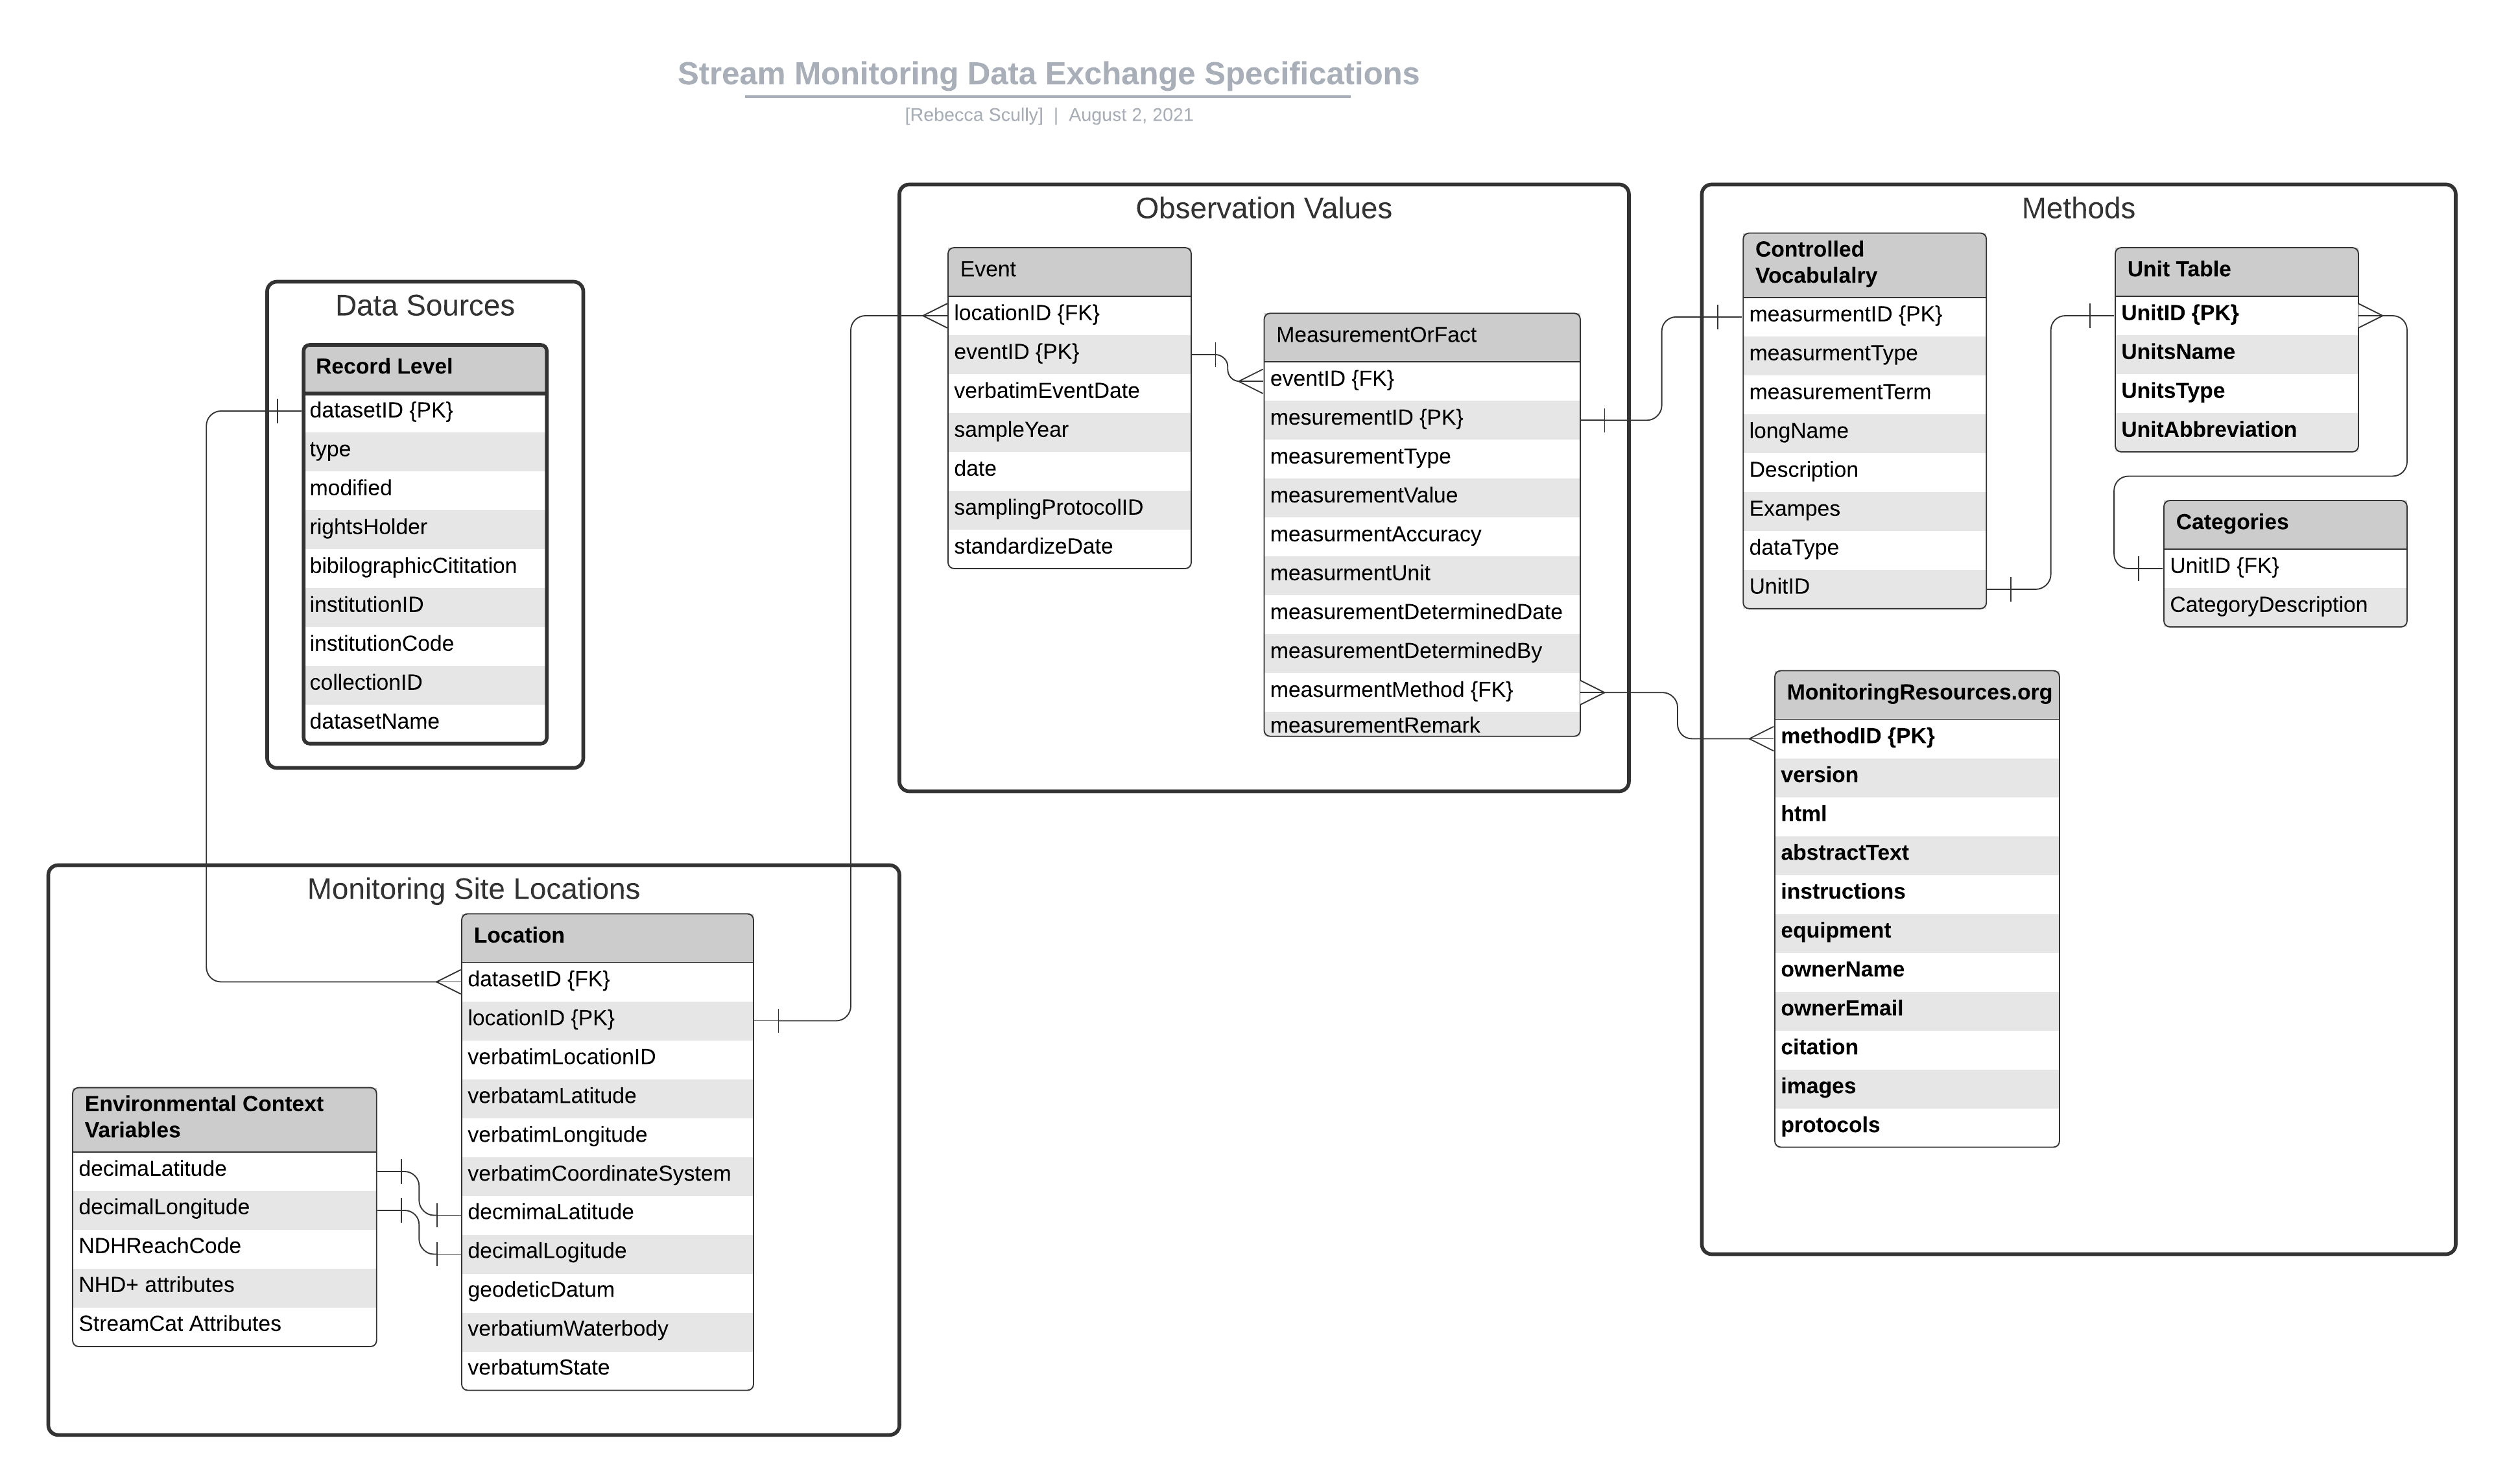 Stream Monitoring Data Exchange Specifications
[Rebecca Scully] | August 2, 2021
Data Sources
Record Level
datasetID {PK}
type
modified
rightsHolder
bibilographicCititation
institutionID
institutionCode
collectionID
datasetName
Monitoring Site Locations
Location
datasetID {FK}
locationID {PK}
verbatimLocationID
verbatamLatitude
verbatimLongitude
verbatimCoordinateSystem
decmimaLatitude
decimalLogitude
geodeticDatum
verbatiumWaterbody
verbatumState
Environmental Context
Variables
decimaLatitude
decimalLongitude
NDHReachCode
NHD+ attributes
StreamCat Attributes
Observation Values
Event
locationID {FK}
eventID {PK}
verbatimEventDate
sampleYear
date
samplingProtocolID
standardizeDate
MeasurementOrFact
eventID {FK}
mesurementID {PK}
measurementType
measurementValue
measurmentAccuracy
measurmentUnit
measurementDeterminedDate
measurementDeterminedBy
measurmentMethod {FK}
measurementRemark
Methods
Controlled
Vocabulalry
measurmentID {PK}
measurmentType
measurementTerm
longName
Description
Exampes
dataType
UnitID
Unit Table
UnitID {PK}
UnitsName
UnitsType
UnitAbbreviation
Categories
UnitID {FK}
CategoryDescription
MonitoringResources.org
methodID {PK}
version
html
abstractText
instructions
equipment
ownerName
ownerEmail
citation
images
protocols